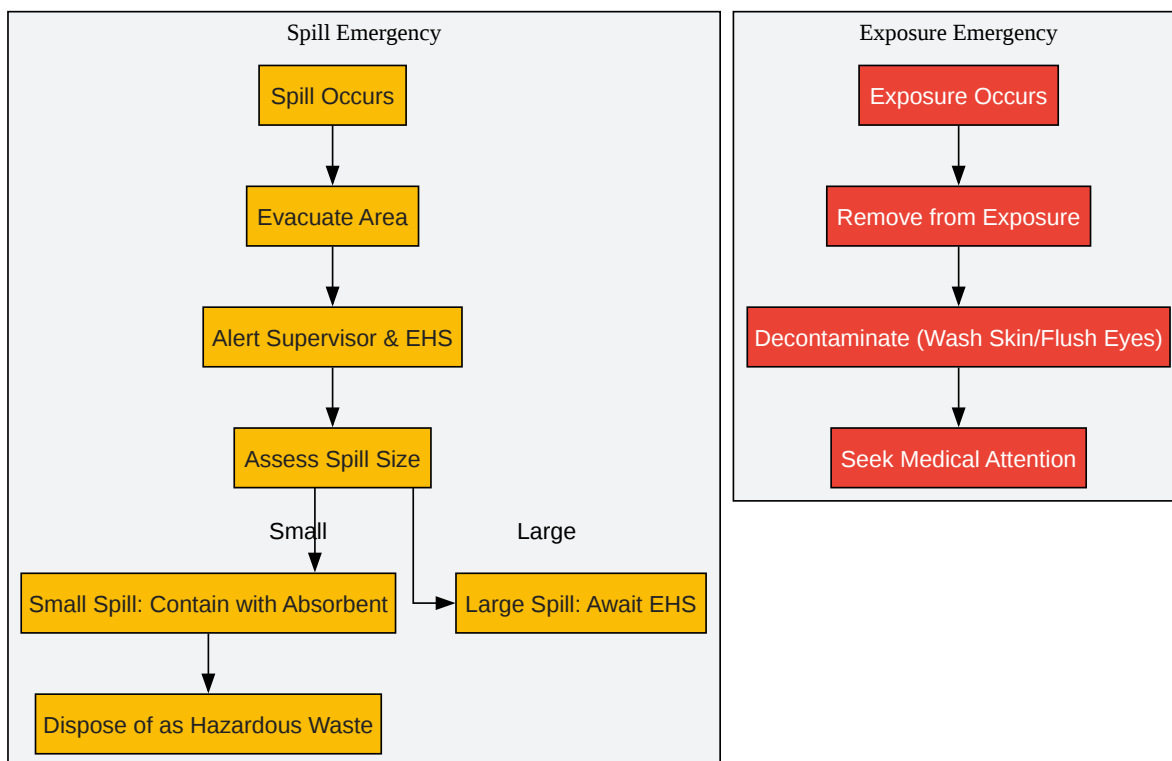 Spill Emergency
Spill Occurs
Evacuate Area
Alert Supervisor & EHS
Assess Spill Size
Small
Large
Small Spill: Contain with Absorbent
Large Spill: Await EHS
Dispose of as Hazardous Waste
Exposure Emergency
Exposure Occurs
Remove from Exposure
Decontaminate (Wash Skin/Flush Eyes)
Seek Medical Attention